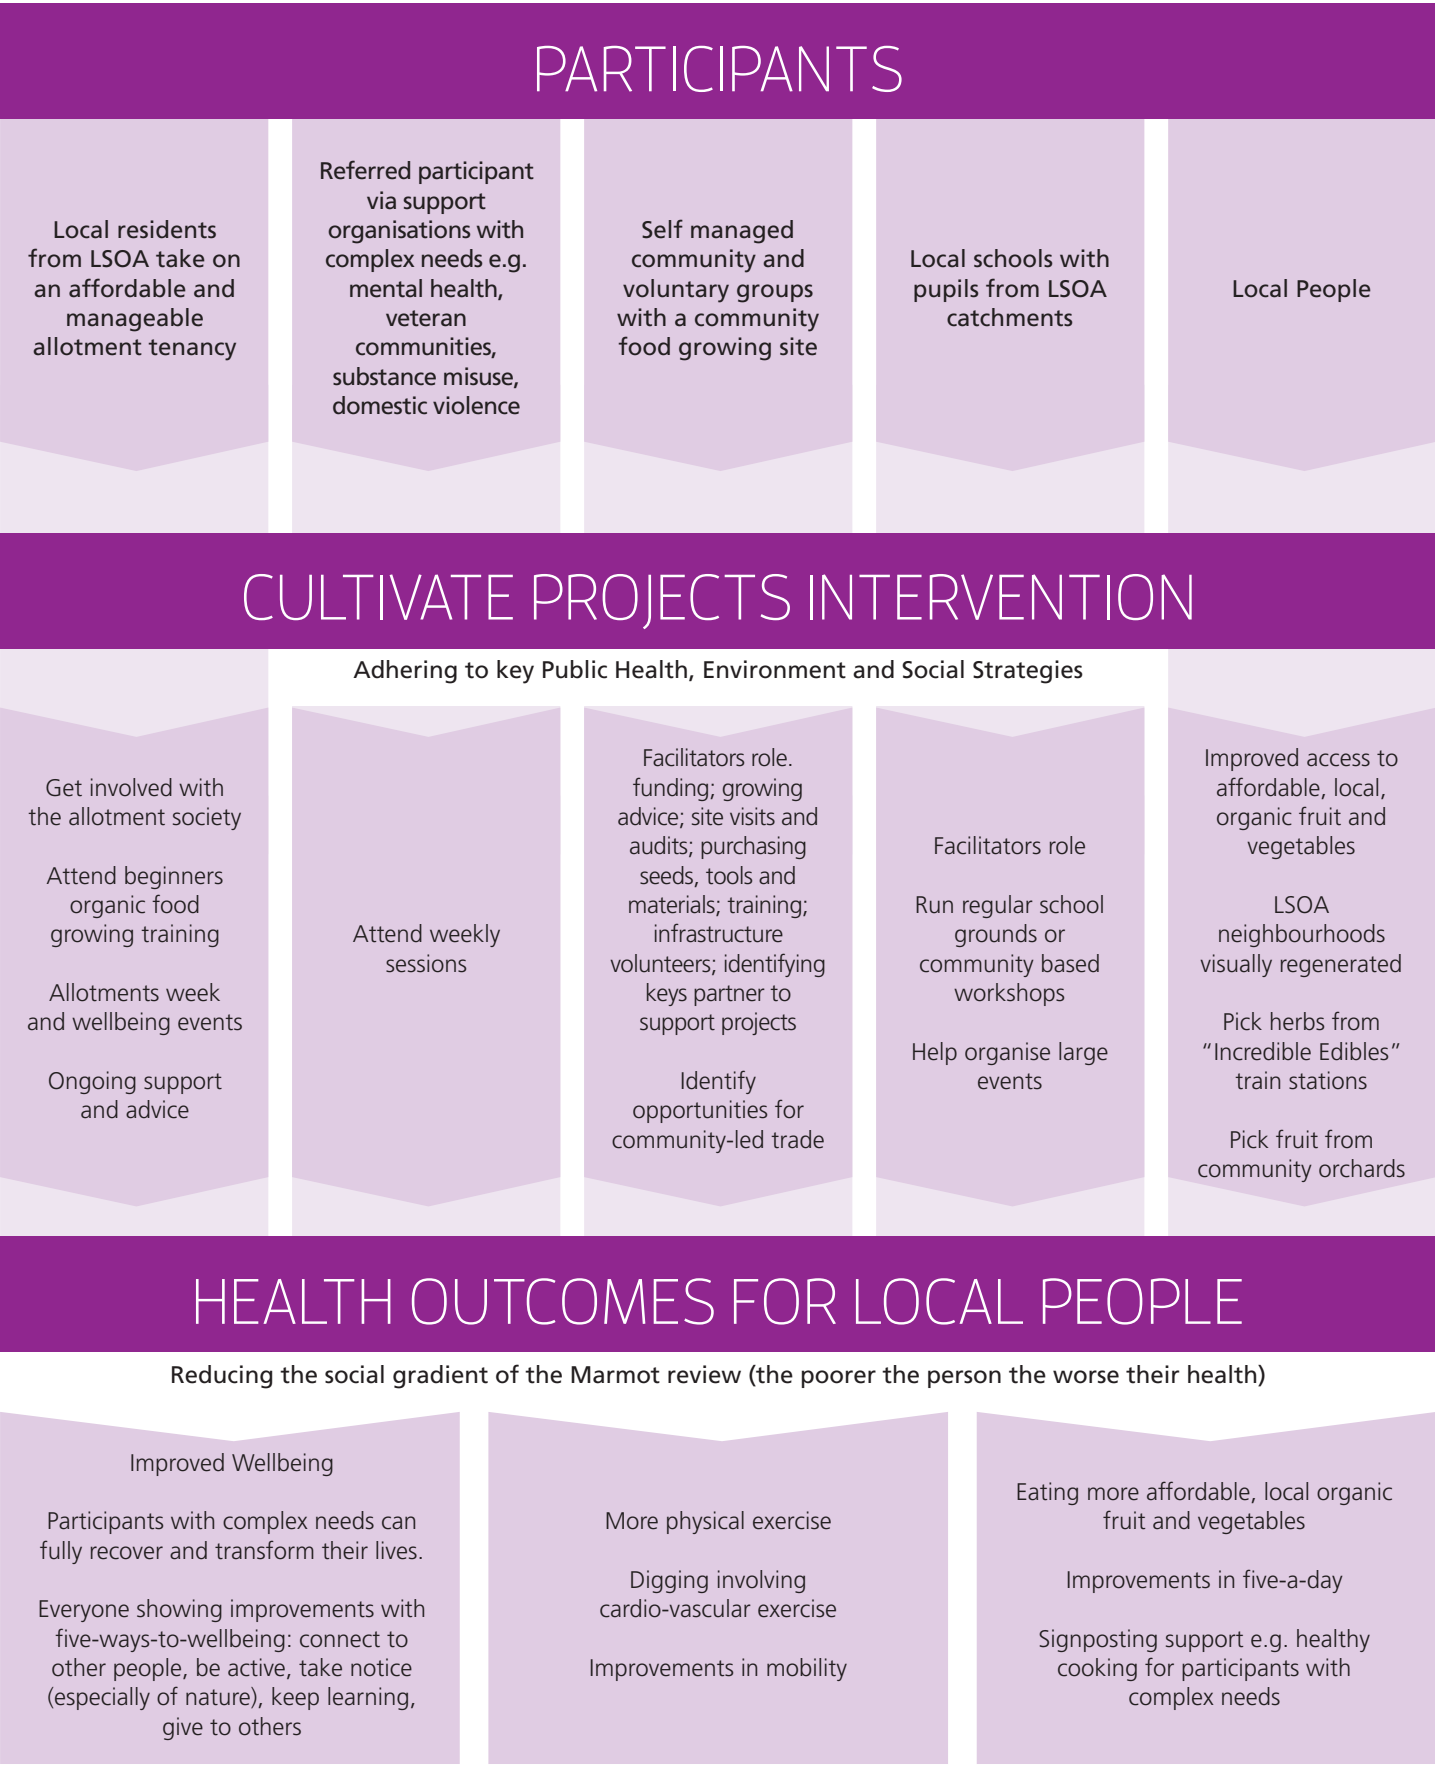 PARTICIPANTS
Local residents
from LSOA take on
an affordable and
manageable
allotment tenancy
Referred participant
via support
organisations with
complex needs e.g.
mental health,
veteran
communities,
substance misuse,
domestic violence
Self managed
community and
voluntary groups
with a community
food growing site
Local schools with
pupils from LSOA
catchments
Local People
CULTIVATE PROJECTS INTERVENTION
Adhering to key Public Health, Environment and Social Strategies
Get involved with
the allotment society
Attend beginners
organic food
growing training
Allotments week
and wellbeing events
Ongoing support
and advice
Attend weekly
sessions
Facilitators role.
funding; growing
advice; site visits and
audits; purchasing
seeds, tools and
materials; training;
infrastructure
volunteers; identifying
keys partner to
support projects
Identify
opportunities for
community-led trade
Facilitators role
Run regular school
grounds or
community based
workshops
Help organise large
events
Improved access to
affordable, local,
organic fruit and
vegetables
LSOA
neighbourhoods
visually regenerated
Pick herbs from
“Incredible Edibles”
train stations
Pick fruit from
community orchards
HEALTH OUTCOMES FOR LOCAL PEOPLE
Reducing the social gradient of the Marmot review (the poorer the person the worse their health)
Improved Wellbeing
Participants with complex needs can
fully recover and transform their lives.
Everyone showing improvements with
five-ways-to-wellbeing: connect to
other people, be active, take notice
(especially of nature), keep learning,
give to others
More physical exercise
Digging involving
cardio-vascular exercise
Improvements in mobility
Eating more affordable, local organic
fruit and vegetables
Improvements in five-a-day
Signposting support e.g. healthy
cooking for participants with
complex needs